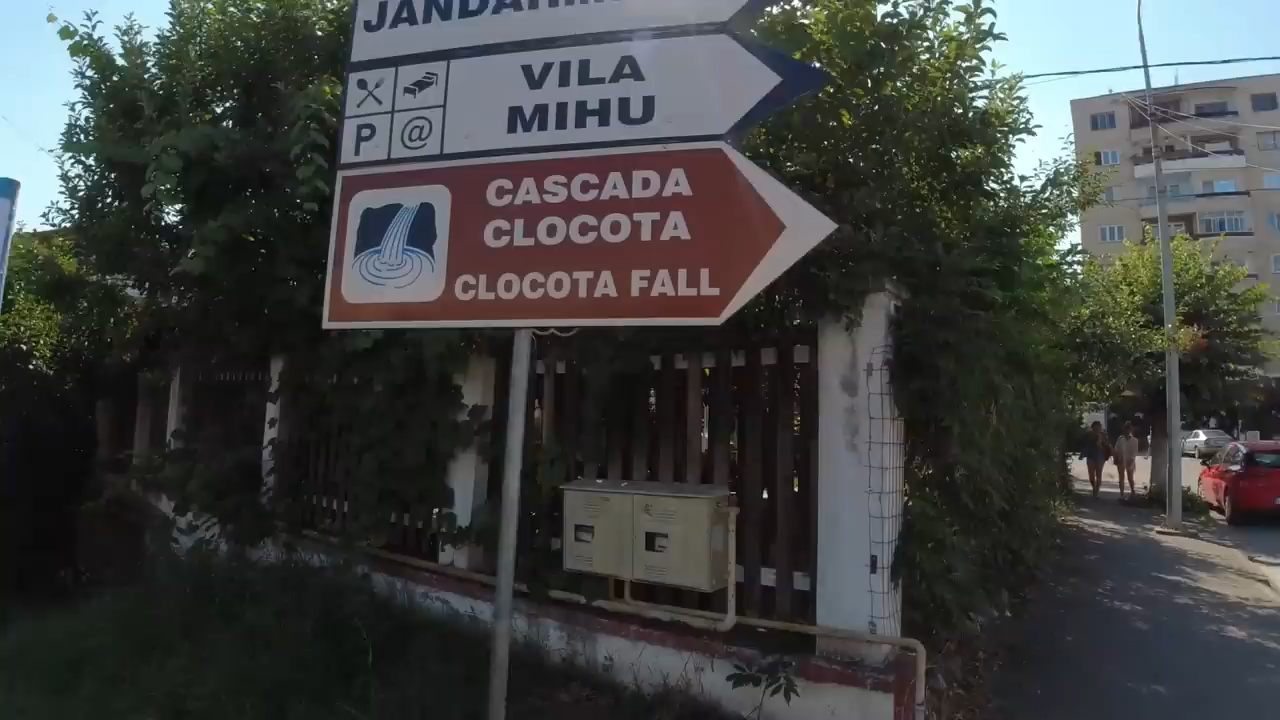 VILA
MIHU
P @
CASCADA
CLOCOTA
CLOCOTA FALL